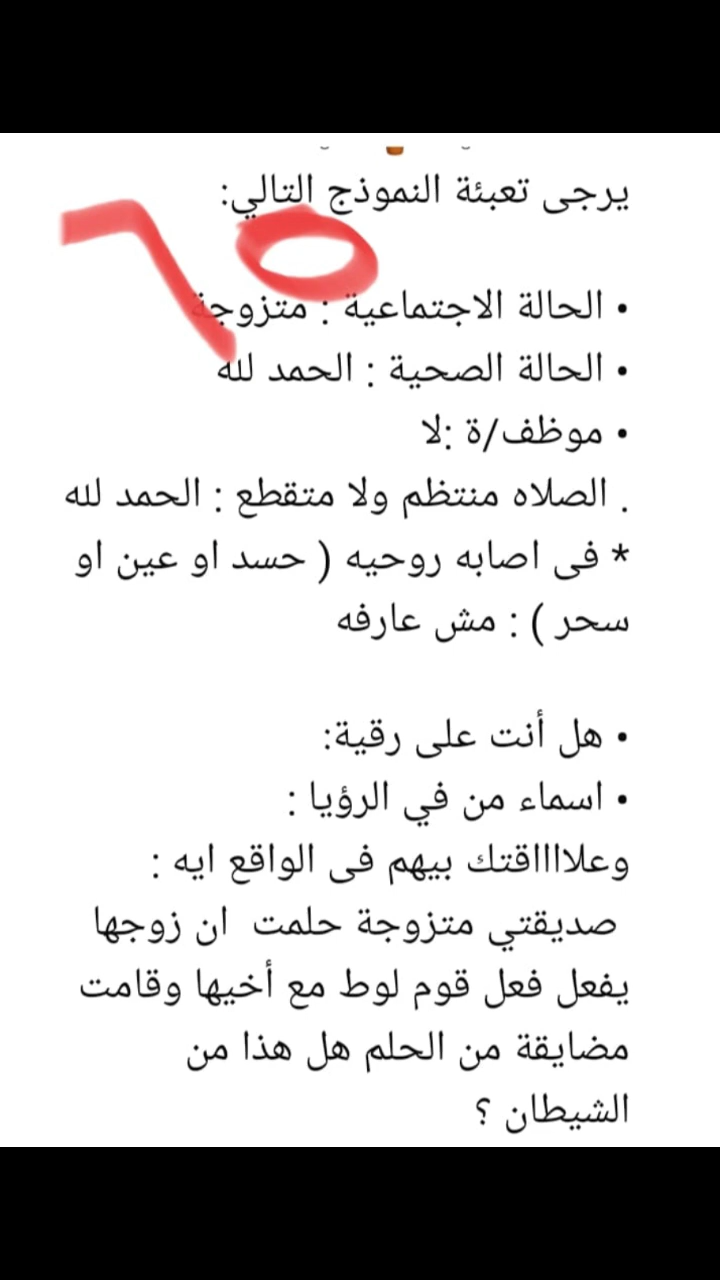 يرجى تعبئة النموذج التالي:
• الحالة الاجتماعية : متزوجة
• الحالة الصحية : الحمد لله
• موظف/ة :لا
. الصلاه منتظم ولا متقطع : الحمد لله
* فى اصابه روحيه ( حسد او عين او
سحر ) : مش عارفه
• هل أنت على رقية:
• اسماء من في الرؤيا :
وعلااااقتك بيهم فى الواقع ايه :
صديقتي متزوجة حلمت ان زوجها
يفعل فعل قوم لوط مع أخيها وقامت
مضايقة من الحلم هل هذا من
الشيطان ؟